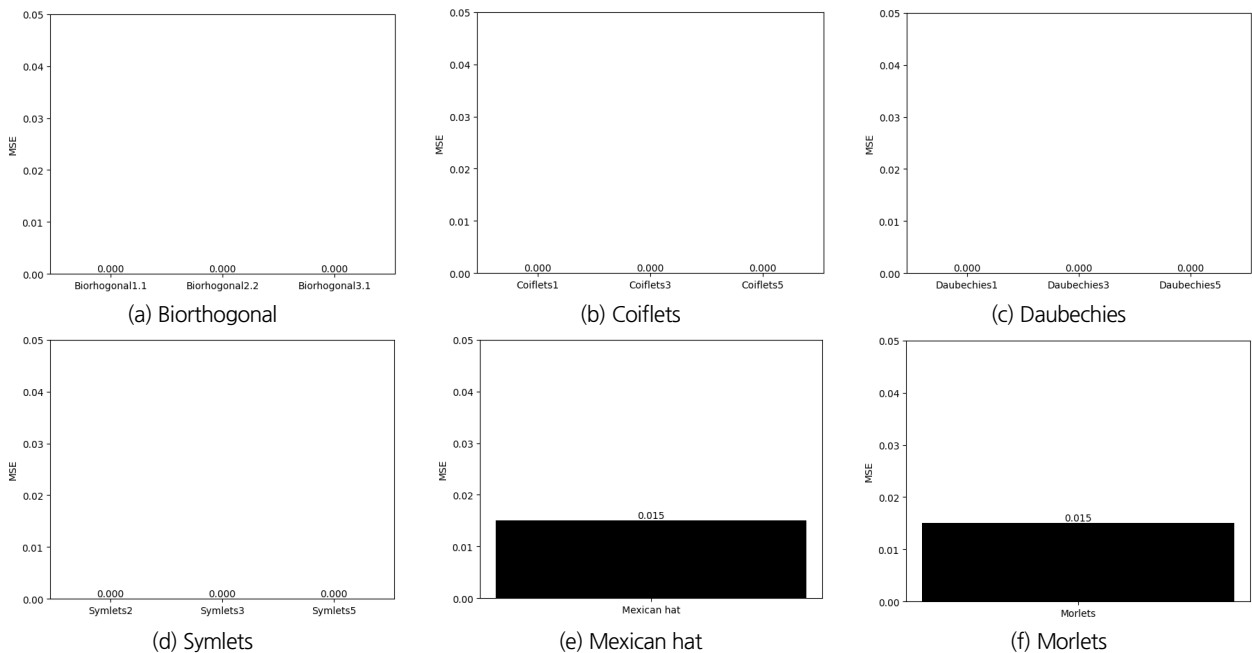 0.05
0.04
0.03
0.02
0.01
0.00
MSE
0.000 0.000 0.000
Biorhogonal1.1 Biorhogonal2.2 Biorhogonal3.1
(a) Biorthogonal
0.05
0.04
0.03
0.02
0.01
0.00
MSE
0.000 0.000 0.000
Coiflets1 Coiflets3 Coiflets5
(b) Coiflets
0.05
0.04
0.03
0.02
0.01
0.00
MSE
0.000 0.000 0.000
Daubechies1 Daubechies3 Daubechies5
(c) Daubechies
0.05
0.04
0.03
0.02
0.01
0.00
MSE
0.000 0.000 0.000
Symlets2 Symlets3 Symlets5
(d) Symlets
0.05
0.04
0.03
0.02
0.01
0.00
MSE
0.015
Mexican hat
(e) Mexican hat
0.05
0.04
0.03
0.02
0.01
0.00
MSE
0.015
Morlets
(f) Morlets